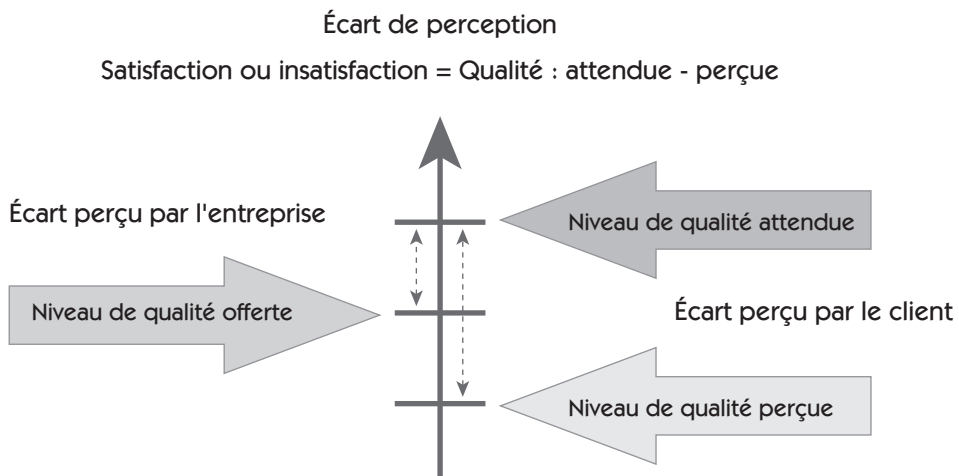 Écart de perception
Satisfaction ou insatisfaction = Qualité : attendue - perçue
Écart perçu par l'entreprise
Niveau de qualité attendue
Niveau de qualité offerte
Écart perçu par le client
Niveau de qualité perçue